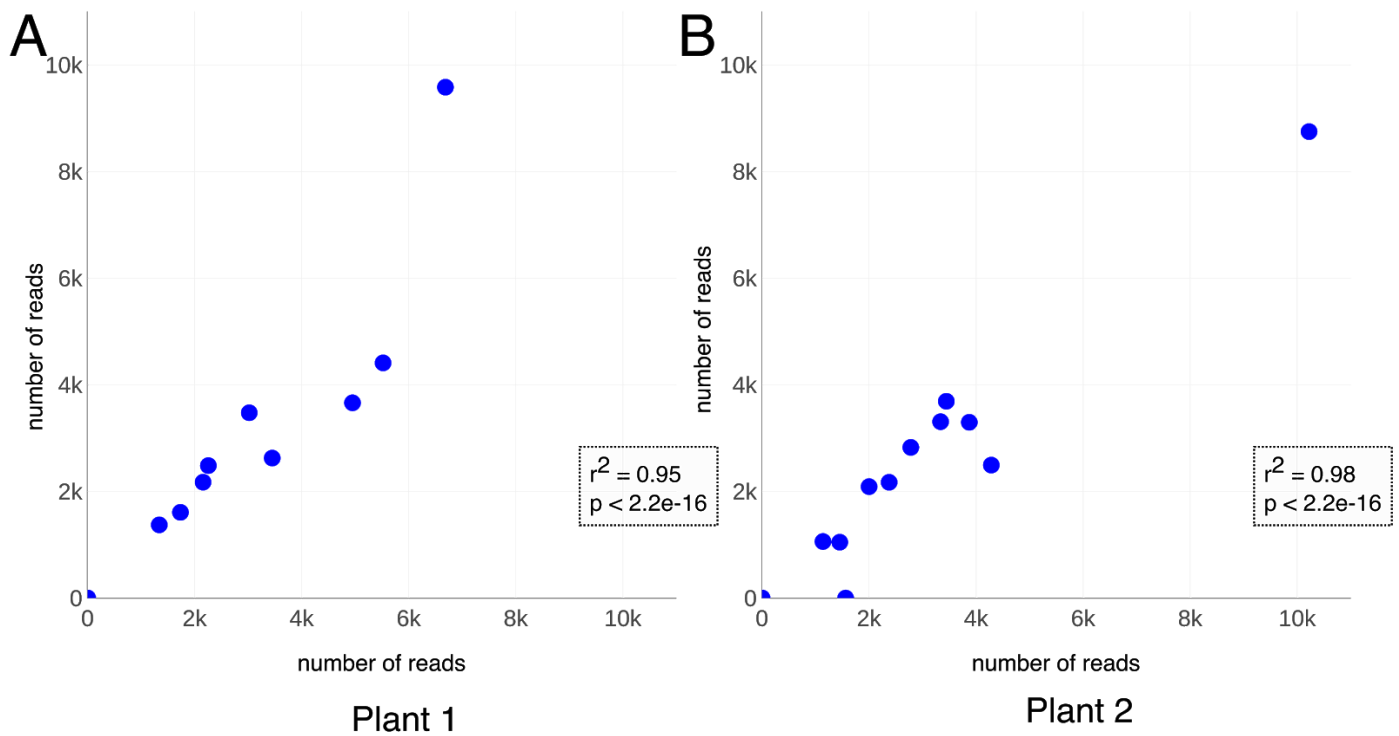 A
10k
8k
6k
4k
2k
0
number of reads
r2 = 0.95
p < 2.2e-16
0 2k 4k 6k 8k 10k
number of reads
Plant 1
B
10k
8k
6k
4k
2k
0
number of reads
r2 = 0.98
p < 2.2e-16
0 2k 4k 6k 8k 10k
number of reads
Plant 2